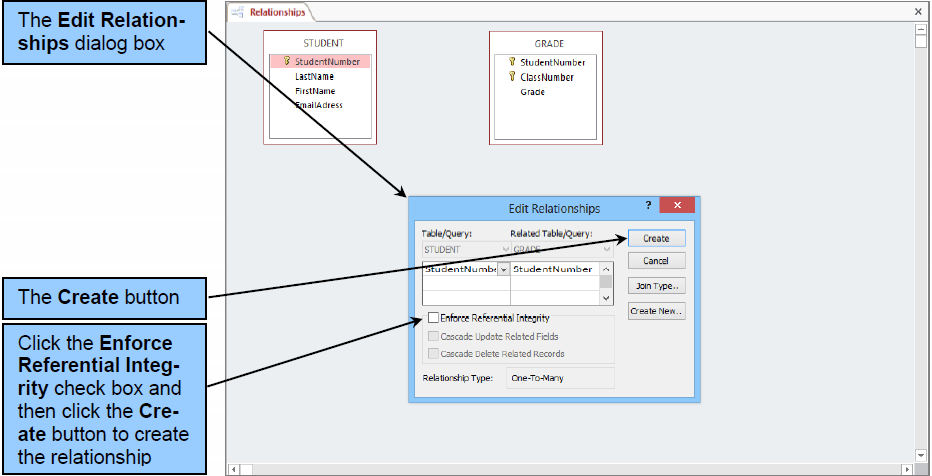 The Edit Relation-
ships dialog box
Relationships
STUDENT
StudentNumber
LastName
FirstName
EmailAdress
GRADE
StudentNumber
ClassNumber
Grade
Edit Relationships
?
Table/Query:
Related Table/Query:
STUDENT
GRADE
StudentNumbe
StudentNumber
Create
Cancel
Join Type..
Create New..
Enforce Referential Integrity
Cascade Update Related Fields
Cascade Delete Related Records
Relationship Type:
One-To-Many
The Create button
Click the Enforce
Referential Integ-
rity check box and
then click the Cre-
ate button to create
the relationship